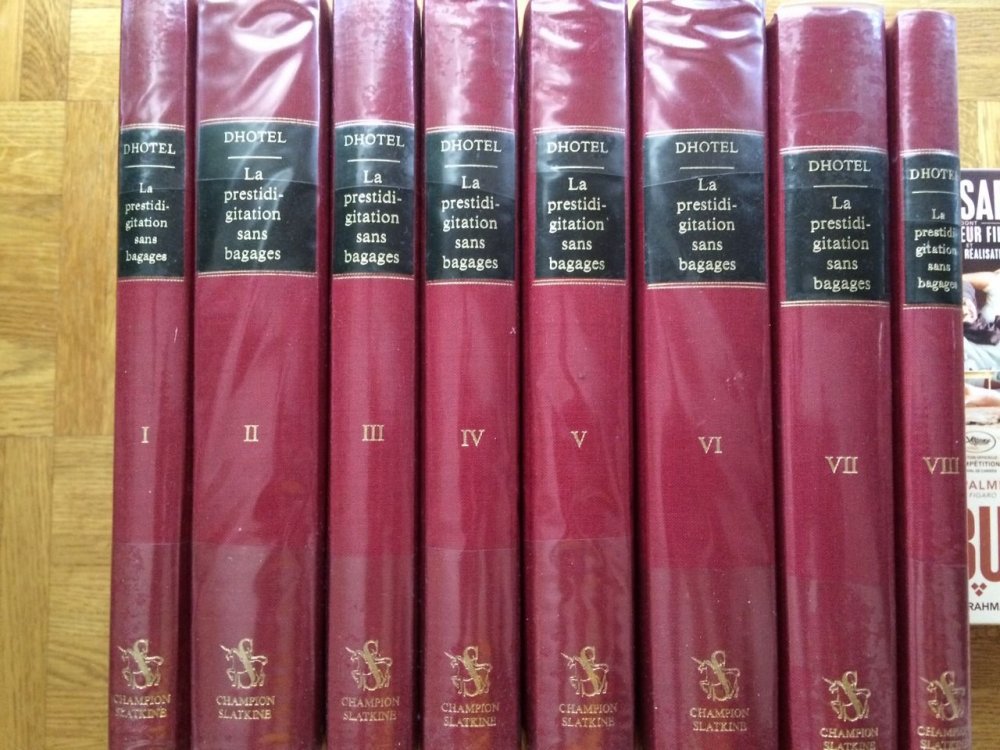 DHOTEL
La
prestidi-
gitation
sans
bagages
I
CHAMPION
SLATKINE
DHOTEL
La
prestidi-
gitation
sans
bagages
II
CHAMPION
SLATKINE
DHOTEL
La
prestidi-
gitation
sans
bagages
III
CHAMPION
SLATKINE
DHOTEL
La
prestidi-
gitation
sans
bagages
IV
CHAMPION
SLATKINE
DHOTEL
La
prestidi-
gitation
sans
bagages
V
CHAMPION
SLATKINE
DHOTEL
La
prestidi-
gitation
sans
bagages
VI
CHAMPION
SLATKINE
DHOTEL
La
prestidi-
gitation
sans
bagages
VII
CHAMPION
SLATKINE
DHOTEL
La
prestidi-
gitation
sans
bagages
VIII
CHAMPION
SLATKINE
FIGARO